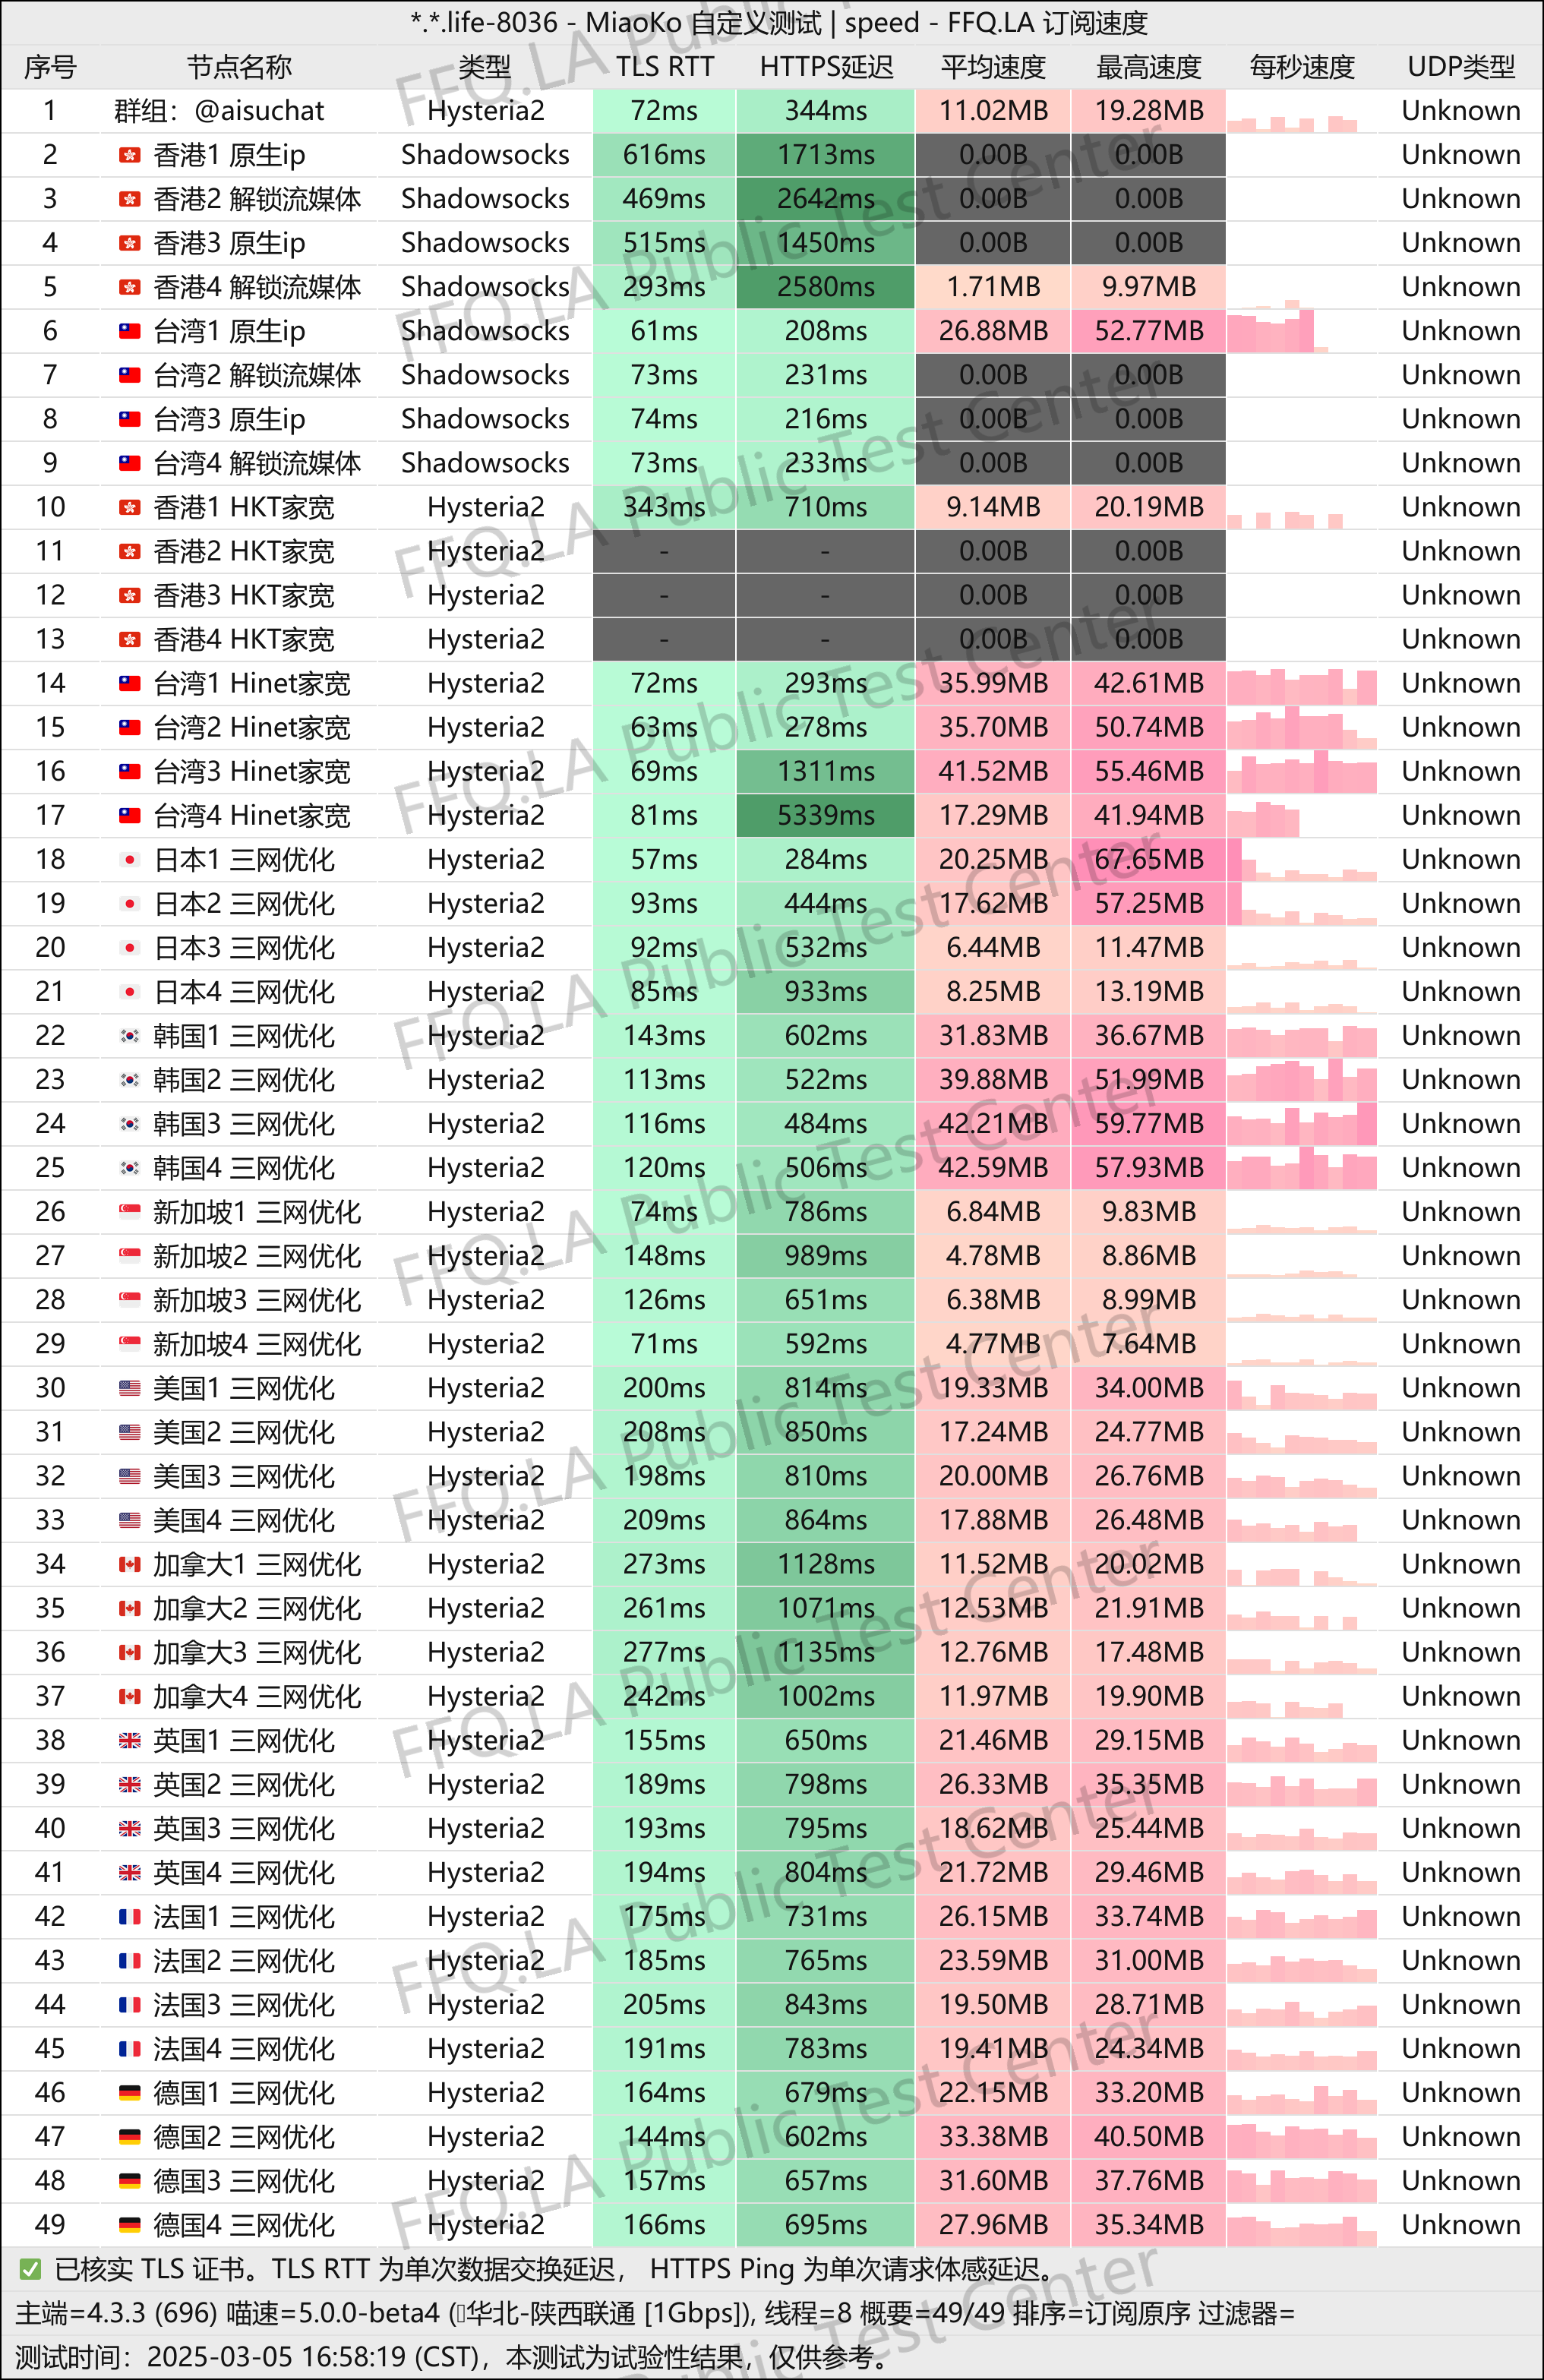 *.*.life-8036 - MiaoKo 自定义测试 | speed - FFQ.LA 订阅速度
序号 节点名称 类型 TLS RTT HTTPS延迟 平均速度 最高速度 每秒速度 UDP类型
1 群组：@aisuchat Hysteria2 72ms 344ms 11.02MB 19.28MB Unknown
2 香港1 原生ip Shadowsocks 616ms 1713ms 0.00B 0.00B Unknown
3 香港2 解锁流媒体 Shadowsocks 469ms 2642ms 0.00B 0.00B Unknown
4 香港3 原生ip Shadowsocks 515ms 1450ms 0.00B 0.00B Unknown
5 香港4 解锁流媒体 Shadowsocks 293ms 2580ms 1.71MB 9.97MB Unknown
6 台湾1 原生ip Shadowsocks 61ms 208ms 26.88MB 52.77MB Unknown
7 台湾2 解锁流媒体 Shadowsocks 73ms 231ms 0.00B 0.00B Unknown
8 台湾3 原生ip Shadowsocks 74ms 216ms 0.00B 0.00B Unknown
9 台湾4 解锁流媒体 Shadowsocks 73ms 233ms 0.00B 0.00B Unknown
10 香港1 HKT家宽 Hysteria2 343ms 710ms 9.14MB 20.19MB Unknown
11 香港2 HKT家宽 Hysteria2 - - 0.00B 0.00B Unknown
12 香港3 HKT家宽 Hysteria2 - - 0.00B 0.00B Unknown
13 香港4 HKT家宽 Hysteria2 - - 0.00B 0.00B Unknown
14 台湾1 Hinet家宽 Hysteria2 72ms 293ms 35.99MB 42.61MB Unknown
15 台湾2 Hinet家宽 Hysteria2 63ms 278ms 35.70MB 50.74MB Unknown
16 台湾3 Hinet家宽 Hysteria2 69ms 1311ms 41.52MB 55.46MB Unknown
17 台湾4 Hinet家宽 Hysteria2 81ms 5339ms 17.29MB 41.94MB Unknown
18 日本1 三网优化 Hysteria2 57ms 284ms 20.25MB 67.65MB Unknown
19 日本2 三网优化 Hysteria2 93ms 444ms 17.62MB 57.25MB Unknown
20 日本3 三网优化 Hysteria2 92ms 532ms 6.44MB 11.47MB Unknown
21 日本4 三网优化 Hysteria2 85ms 933ms 8.25MB 13.19MB Unknown
22 韩国1 三网优化 Hysteria2 143ms 602ms 31.83MB 36.67MB Unknown
23 韩国2 三网优化 Hysteria2 113ms 522ms 39.88MB 51.99MB Unknown
24 韩国3 三网优化 Hysteria2 116ms 484ms 42.21MB 59.77MB Unknown
25 韩国4 三网优化 Hysteria2 120ms 506ms 42.59MB 57.93MB Unknown
26 新加坡1 三网优化 Hysteria2 74ms 786ms 6.84MB 9.83MB Unknown
27 新加坡2 三网优化 Hysteria2 148ms 989ms 4.78MB 8.86MB Unknown
28 新加坡3 三网优化 Hysteria2 126ms 651ms 6.38MB 8.99MB Unknown
29 新加坡4 三网优化 Hysteria2 71ms 592ms 4.77MB 7.64MB Unknown
30 美国1 三网优化 Hysteria2 200ms 814ms 19.33MB 34.00MB Unknown
31 美国2 三网优化 Hysteria2 208ms 850ms 17.24MB 24.77MB Unknown
32 美国3 三网优化 Hysteria2 198ms 810ms 20.00MB 26.76MB Unknown
33 美国4 三网优化 Hysteria2 209ms 864ms 17.88MB 26.48MB Unknown
34 加拿大1 三网优化 Hysteria2 273ms 1128ms 11.52MB 20.02MB Unknown
35 加拿大2 三网优化 Hysteria2 261ms 1071ms 12.53MB 21.91MB Unknown
36 加拿大3 三网优化 Hysteria2 277ms 1135ms 12.76MB 17.48MB Unknown
37 加拿大4 三网优化 Hysteria2 242ms 1002ms 11.97MB 19.90MB Unknown
38 英国1 三网优化 Hysteria2 155ms 650ms 21.46MB 29.15MB Unknown
39 英国2 三网优化 Hysteria2 189ms 798ms 26.33MB 35.35MB Unknown
40 英国3 三网优化 Hysteria2 193ms 795ms 18.62MB 25.44MB Unknown
41 英国4 三网优化 Hysteria2 194ms 804ms 21.72MB 29.46MB Unknown
42 法国1 三网优化 Hysteria2 175ms 731ms 26.15MB 33.74MB Unknown
43 法国2 三网优化 Hysteria2 185ms 765ms 23.59MB 31.00MB Unknown
44 法国3 三网优化 Hysteria2 205ms 843ms 19.50MB 28.71MB Unknown
45 法国4 三网优化 Hysteria2 191ms 783ms 19.41MB 24.34MB Unknown
46 德国1 三网优化 Hysteria2 164ms 679ms 22.15MB 33.20MB Unknown
47 德国2 三网优化 Hysteria2 144ms 602ms 33.38MB 40.50MB Unknown
48 德国3 三网优化 Hysteria2 157ms 657ms 31.60MB 37.76MB Unknown
49 德国4 三网优化 Hysteria2 166ms 695ms 27.96MB 35.34MB Unknown
✅ 已核实 TLS 证书。TLS RTT 为单次数据交换延迟， HTTPS Ping 为单次请求体感延迟。
主端=4.3.3 (696) 喵速=5.0.0-beta4 (▯华北-陕西联通 [1Gbps]), 线程=8 概要=49/49 排序=订阅原序 过滤器=
测试时间：2025-03-05 16:58:19 (CST)，本测试为试验性结果，仅供参考。
FFQ.LA Public Test Center